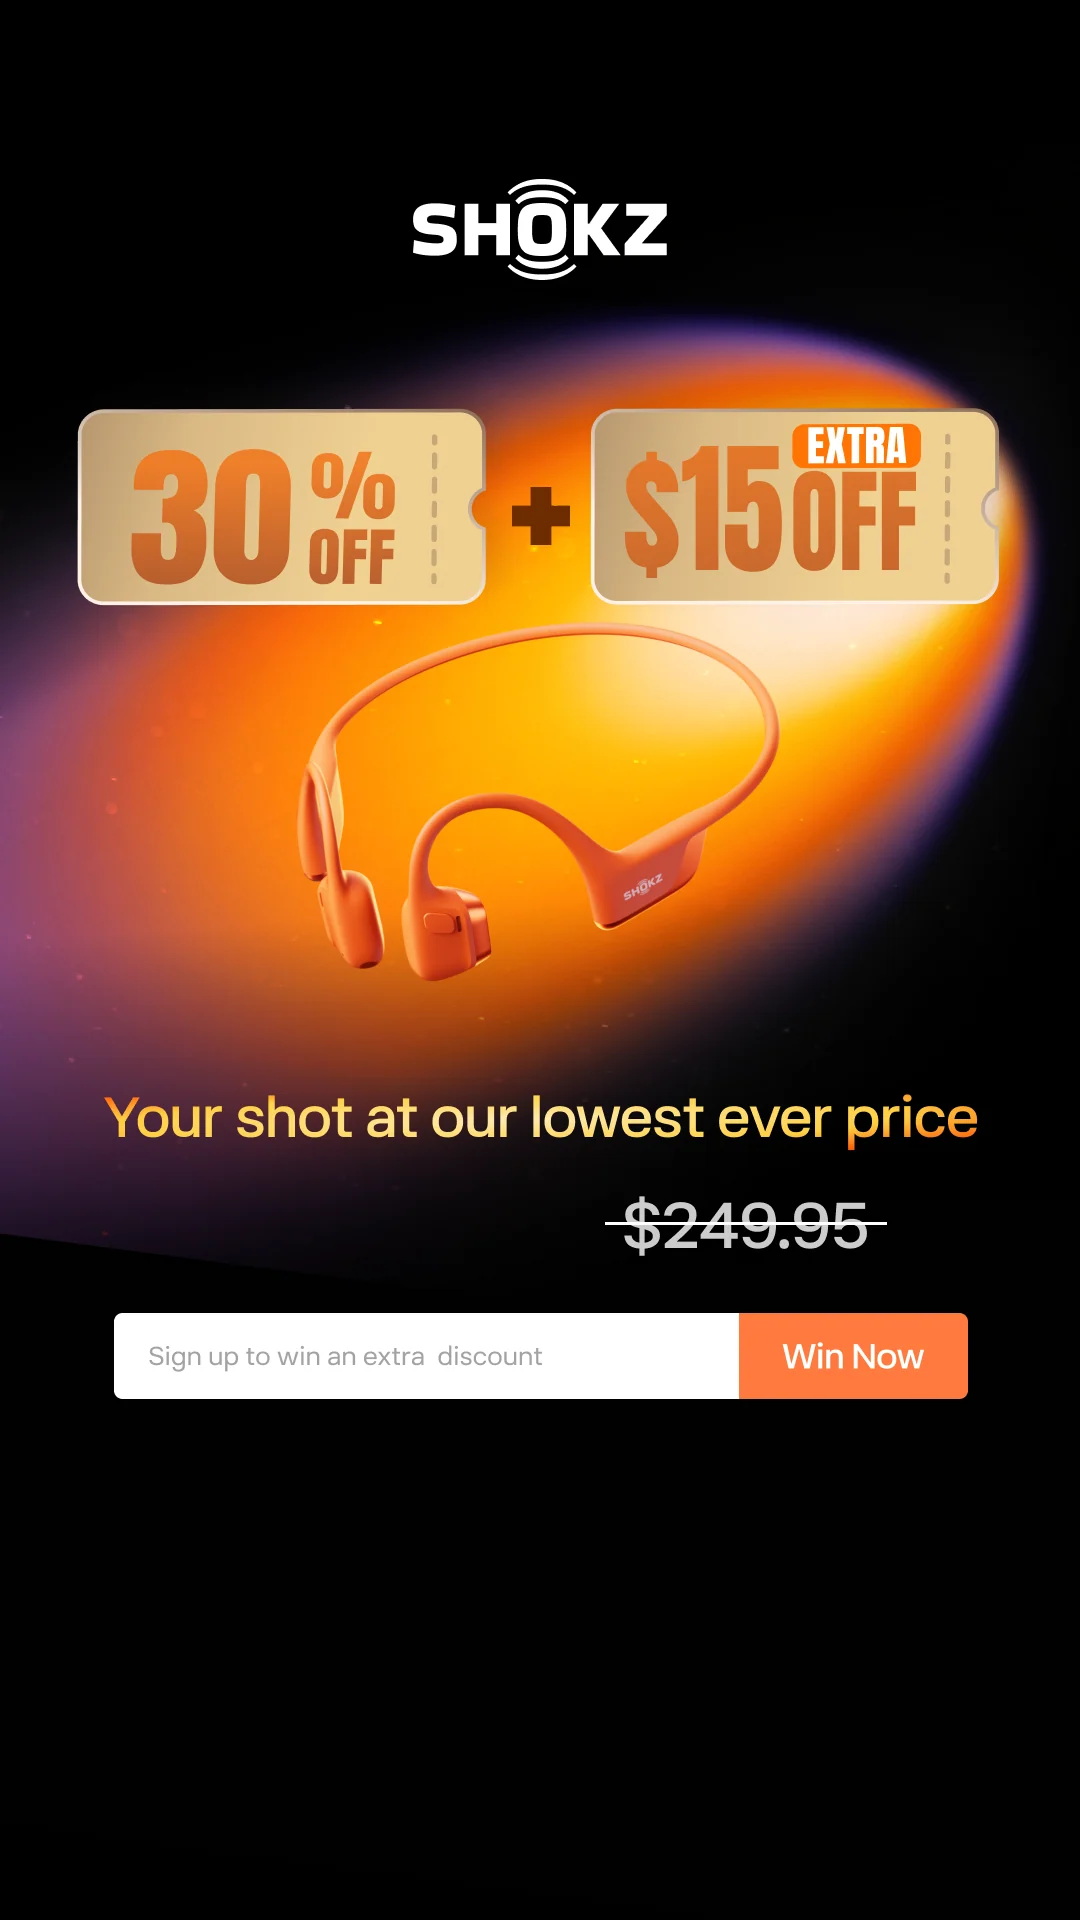 SHOKZ
30% OFF
+
$15 EXTRA OFF
SHOKZ
Your shot at our lowest ever price
$249.95
Sign up to win an extra  discount
Win Now